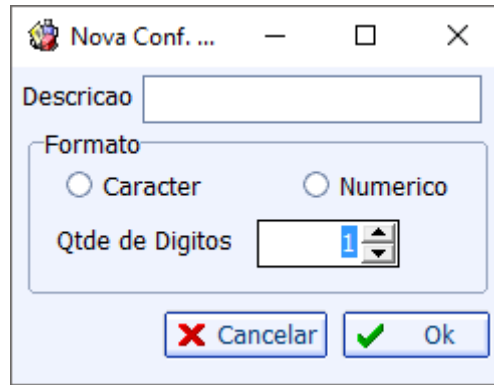 Nova Conf. ...
Descricao
Formato
Caracter Numerico
Qtde de Digitos 1
Cancelar Ok